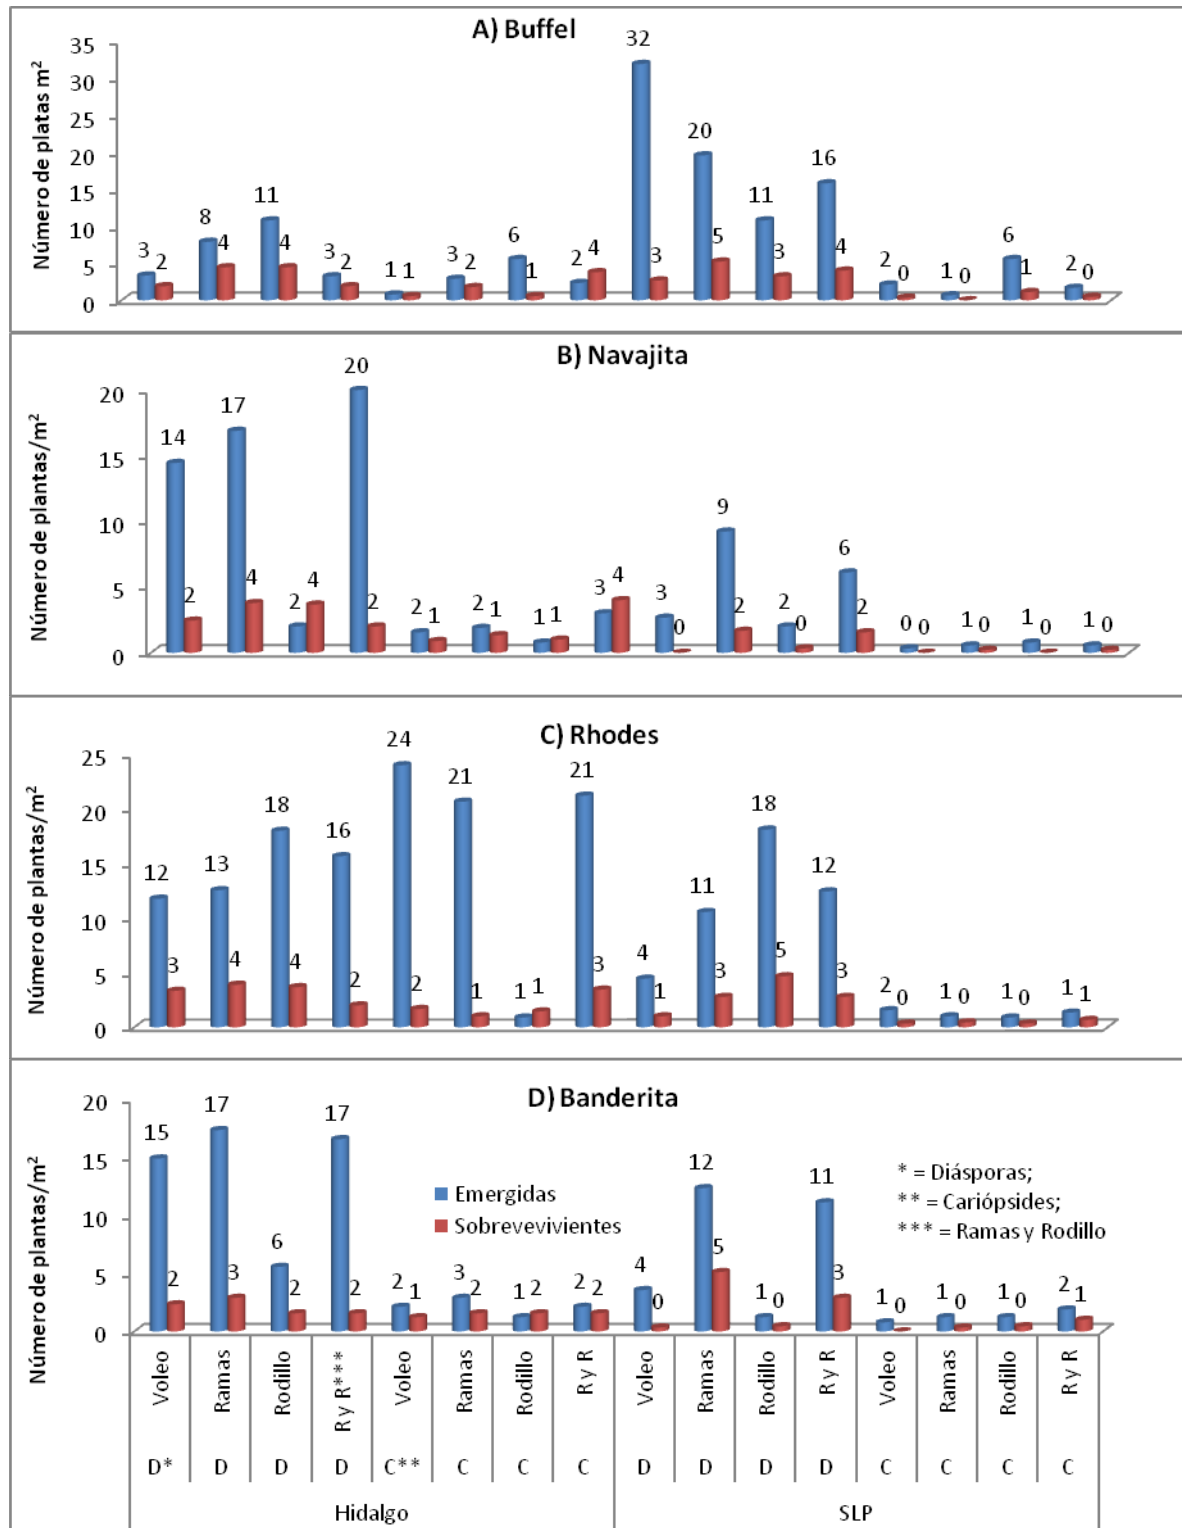 A) Buffel
Número de platas m²
35
30
25
20
15
10
5
0
3 2 8 4 11 4 3 2 1 1 3 2 6 1 2 4 32 3 20 5 11 3 16 4 2 0 1 0 6 1 2 0
B) Navajita
Número de plantas/m²
20
15
10
5
0
14 2 17 4 2 4 20 2 2 1 2 1 1 1 3 4 3 0 9 2 2 0 6 2 0 0 1 0 1 0 1 0
C) Rhodes
Número de plantas/m²
25
20
15
10
5
0
12 3 13 4 18 4 16 2 24 2 21 1 1 1 21 3 4 1 11 3 18 5 12 3 2 0 1 0 1 0 1 1
D) Banderita
Número de plantas/m²
20
15
10
5
0
15 2 17 3 6 2 17 2 2 1 3 2 1 2 2 2 4 0 12 5 1 0 11 3 1 0 1 0 1 0 2 1
Emergidas
Sobrevevivientes
* = Diásporas;
** = Cariópsides;
*** = Ramas y Rodillo
Voleo Ramas Rodillo R y R*** Voleo Ramas Rodillo R y R Voleo Ramas Rodillo R y R Voleo Ramas Rodillo R y R
D* D D D C** C C C D D D D C C C C
Hidalgo SLP